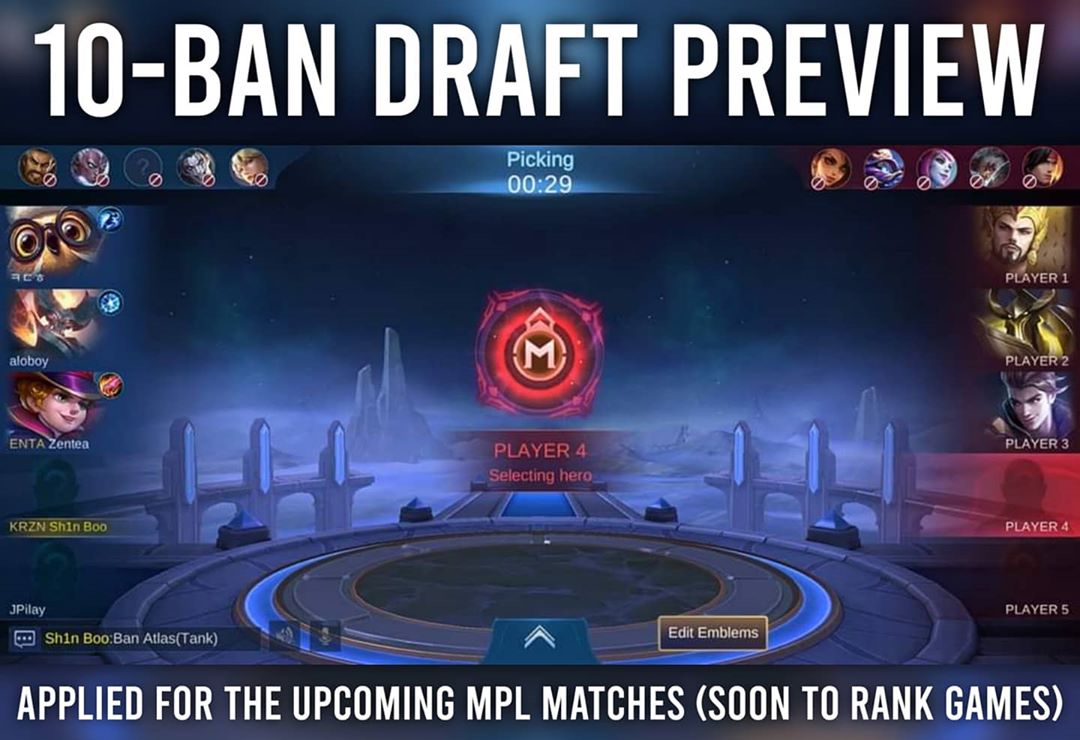 10-BAN DRAFT PREVIEW
Picking
00:29
ㅋㄷㅎ
PLAYER 1
aloboy
PLAYER 2
ENTA Zentea
PLAYER 3
M
PLAYER 4
Selecting hero
KRZN Sh1n Boo
PLAYER 4
JPilay
PLAYER 5
Sh1n Boo:Ban Atlas(Tank)
Edit Emblems
APPLIED FOR THE UPCOMING MPL MATCHES (SOON TO RANK GAMES)